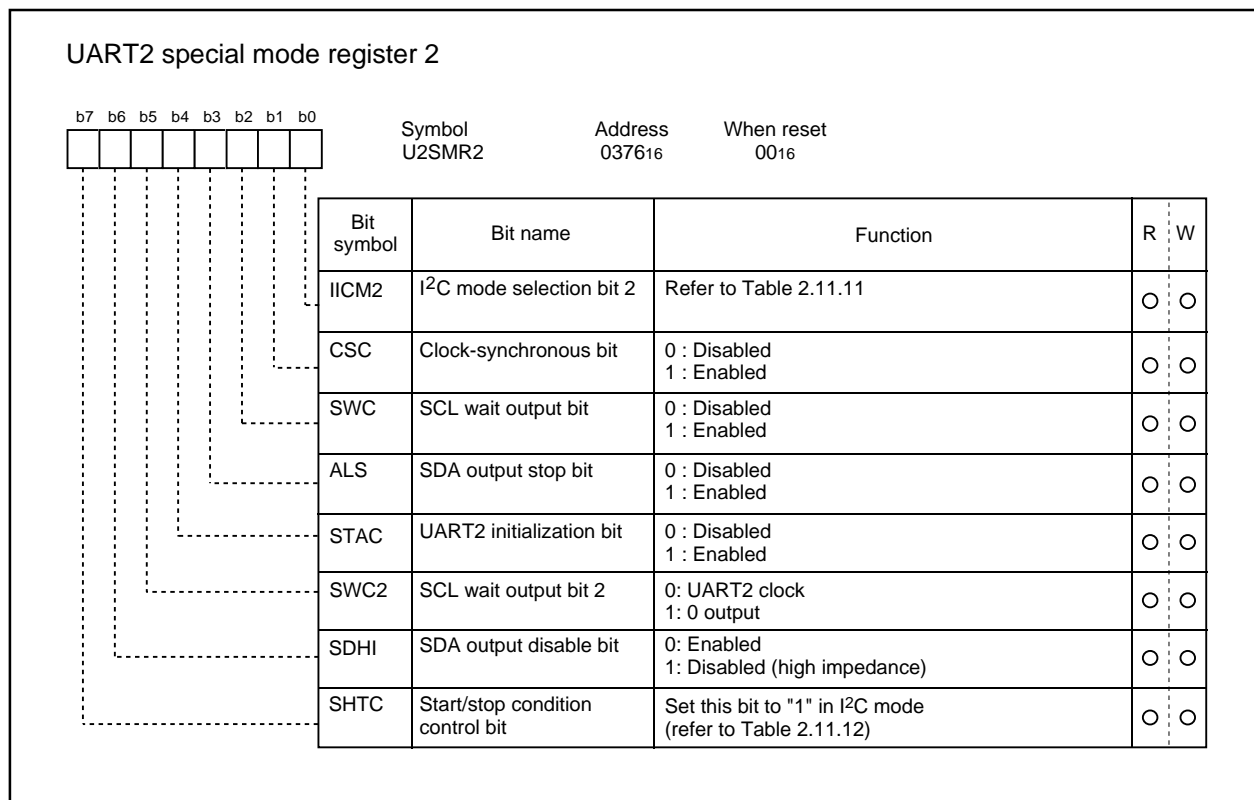 UART2 special mode register 2
b7 b6 b5 b4 b3 b2 b1 b0
Symbol Address When reset
U2SMR2 037616 0016
Bit symbol Bit name Function R W
IICM2 I2C mode selection bit 2 Refer to Table 2.11.11
CSC Clock-synchronous bit 0 : Disabled
1 : Enabled
SWC SCL wait output bit 0 : Disabled
1 : Enabled
ALS SDA output stop bit 0 : Disabled
1 : Enabled
STAC UART2 initialization bit 0 : Disabled
1 : Enabled
SWC2 SCL wait output bit 2 0: UART2 clock
1: 0 output
SDHI SDA output disable bit 0: Enabled
1: Disabled (high impedance)
SHTC Start/stop condition control bit Set this bit to "1" in I2C mode
(refer to Table 2.11.12)